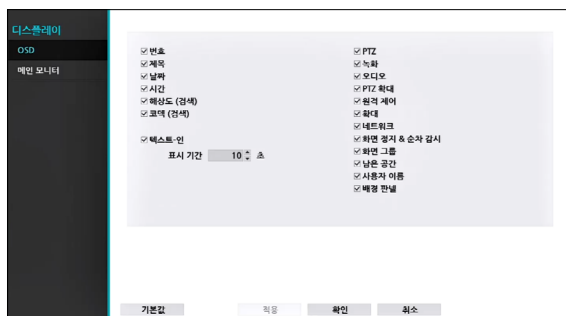 디스플레이
OSD
메인 모니터
번호
제목
날짜
시간
해상도 (검색)
코덱 (검색)
텍스트-인
표시 기간 10 초
PTZ
녹화
오디오
PTZ 확대
원격 제어
확대
네트워크
화면 정지 & 순차 감시
화면 그룹
남은 공간
사용자 이름
배경 판넬
기본값
적용
확인
취소